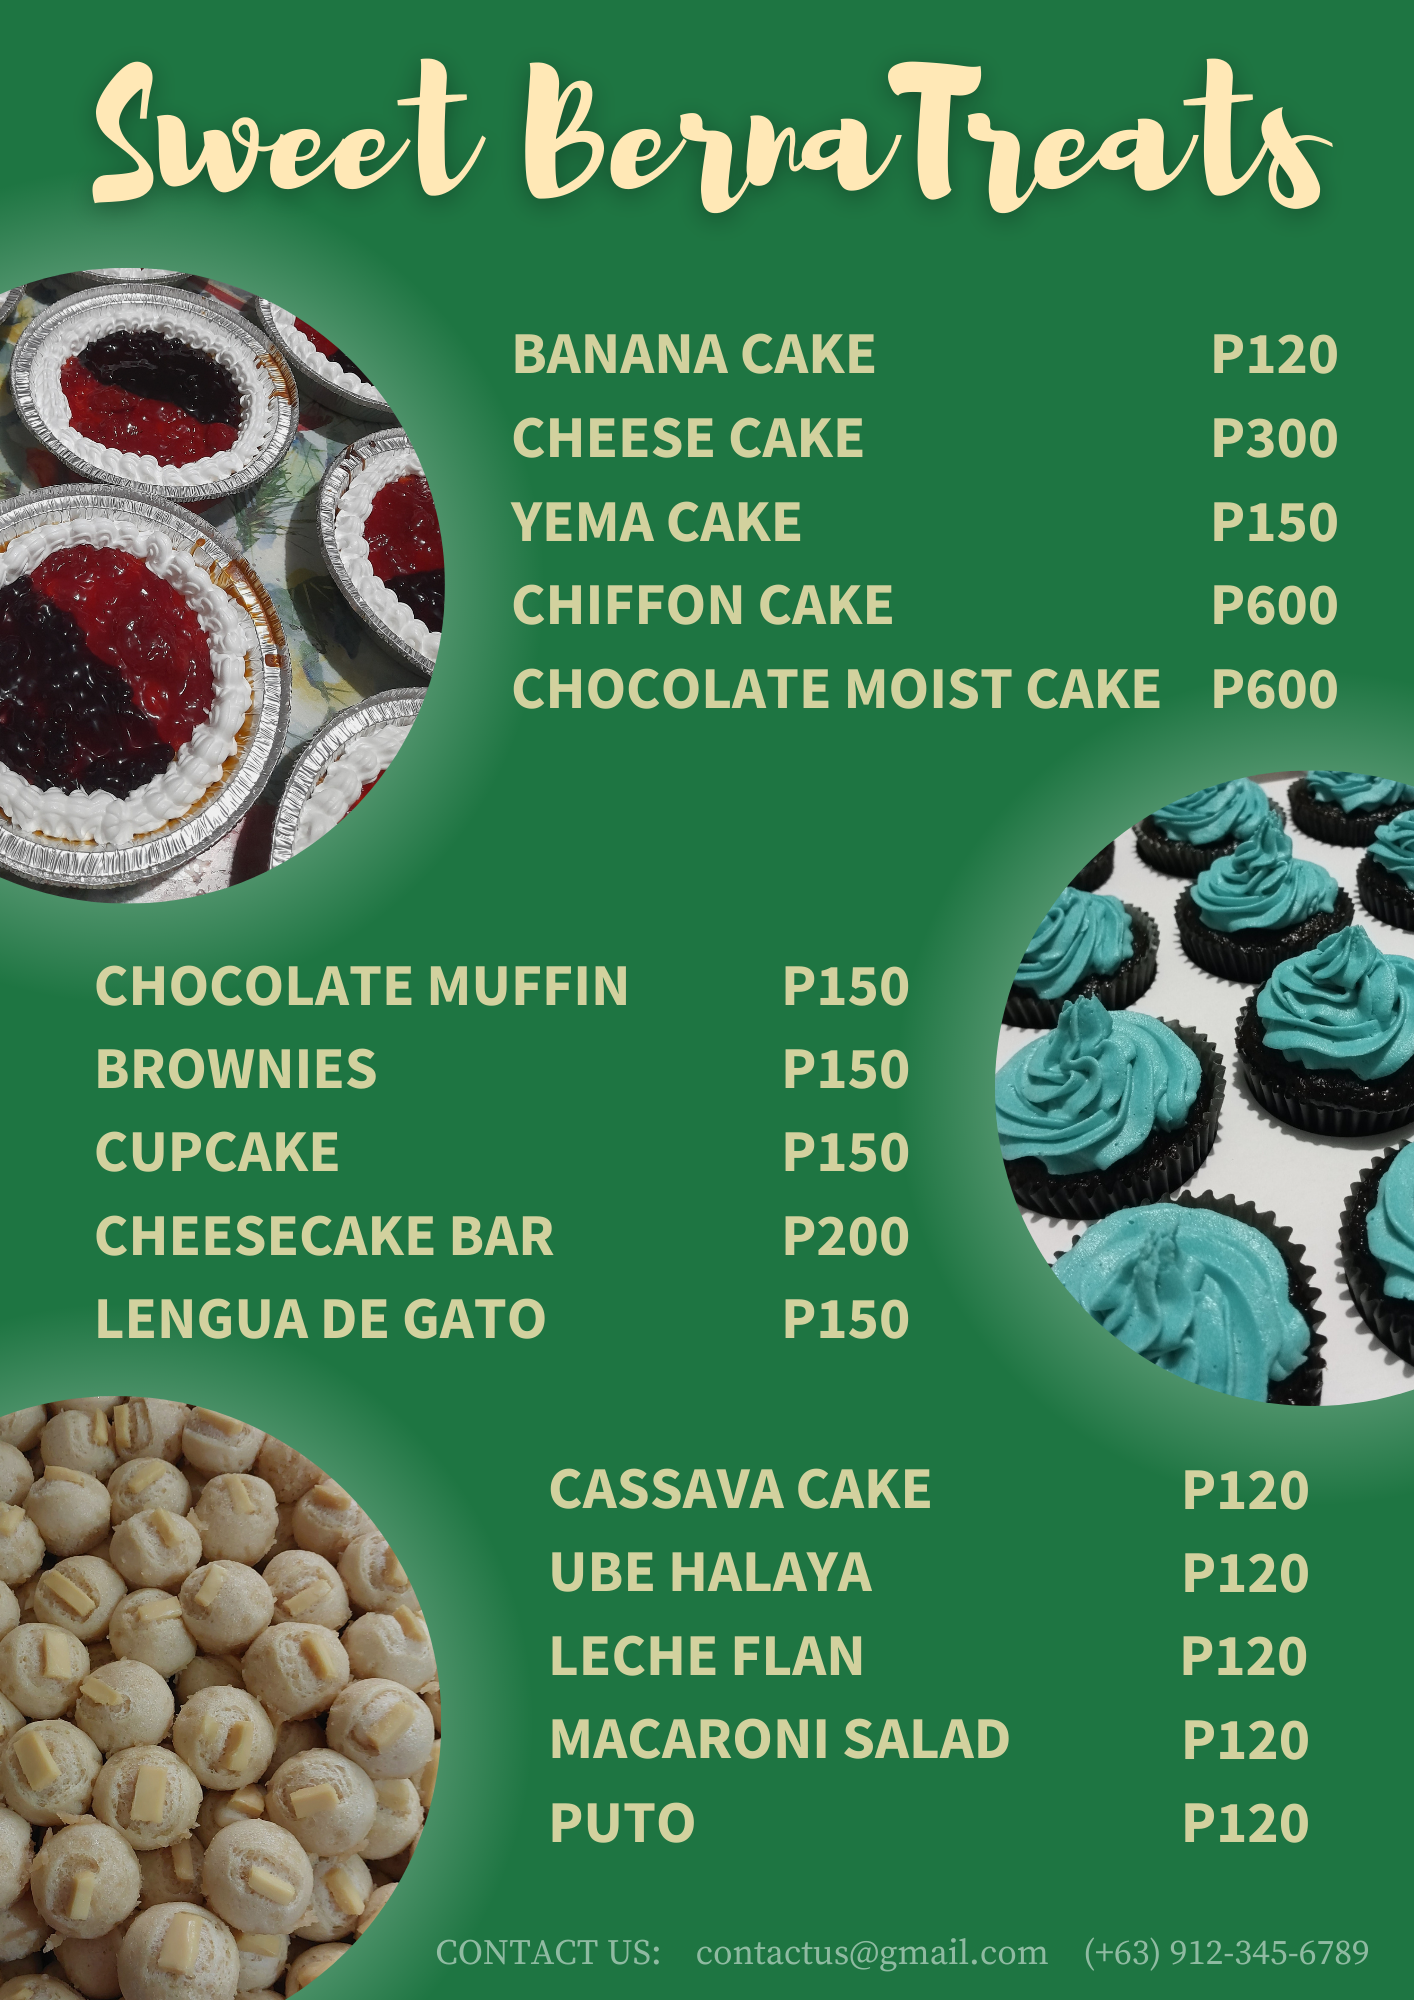 Sweet BernaTreats
BANANA CAKE P120
CHEESE CAKE P300
YEMA CAKE P150
CHIFFON CAKE P600
CHOCOLATE MOIST CAKE P600
CHOCOLATE MUFFIN P150
BROWNIES P150
CUPCAKE P150
CHEESECAKE BAR P200
LENGUA DE GATO P150
CASSAVA CAKE P120
UBE HALAYA P120
LECHE FLAN P120
MACARONI SALAD P120
PUTO P120
CONTACT US: contactus@gmail.com (+63) 912-345-6789